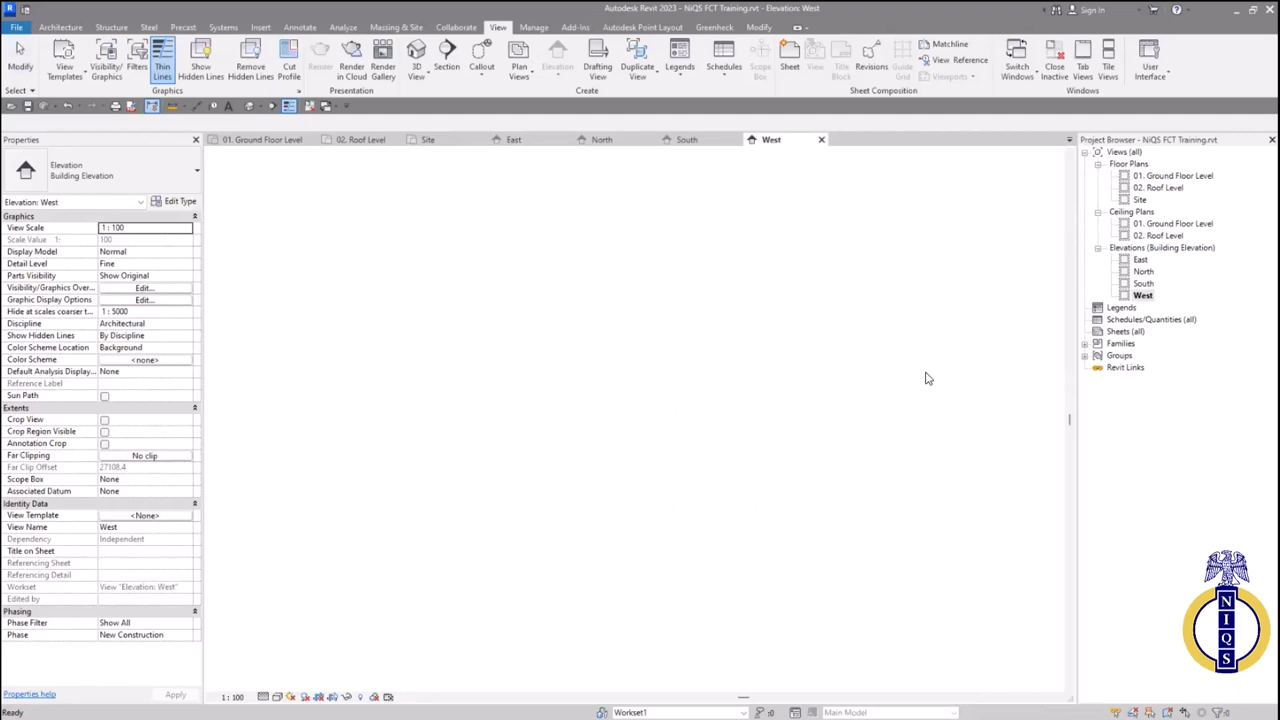 Autodesk Revit 2023 - NiQS FCT Training.rvt - Elevation: West
Sign In
File Architecture Structure Steel Precast Systems Insert Annotate Analyze Massing & Site Collaborate View Manage Add-Ins Autodesk Point Layout Greenheck Modify
Modify
View Templates
Visibility/ Graphics
Filters
Thin Lines
Show Hidden Lines
Remove Hidden Lines
Cut Profile
Render in Cloud
Render Gallery
3D View
Section
Callout
Plan Views
Elevation
Drafting View
Duplicate View
Legends
Schedules
Scope Box
Sheet
View
Title Block
Revisions
Guide Grid
Matchline
View Reference
Viewports
Switch Windows
Close Inactive
Tab Views
Tile Views
User Interface
Select Graphics Presentation Create Sheet Composition Windows
Properties
01. Ground Floor Level 02. Roof Level Site East North South West
Project Browser - NiQS FCT Training.rvt
Elevation
Building Elevation
Elevation: West Edit Type
Graphics
View Scale 1 : 100
Scale Value 1: 100
Display Model Normal
Detail Level Fine
Parts Visibility Show Original
Visibility/Graphics Over... Edit...
Graphic Display Options Edit...
Hide at scales coarser t... 1 : 5000
Discipline Architectural
Show Hidden Lines By Discipline
Color Scheme Location Background
Color Scheme <none>
Default Analysis Display... None
Reference Label
Sun Path
Extents
Crop View
Crop Region Visible
Annotation Crop
Far Clipping No clip
Far Clip Offset 27108.4
Scope Box None
Associated Datum None
Identity Data
View Template <None>
View Name West
Dependency Independent
Title on Sheet
Referencing Sheet
Referencing Detail
Workset View "Elevation: West"
Edited by
Phasing
Phase Filter Show All
Phase New Construction
Properties help Apply
Views (all)
Floor Plans
01. Ground Floor Level
02. Roof Level
Site
Ceiling Plans
01. Ground Floor Level
02. Roof Level
Elevations (Building Elevation)
East
North
South
West
Legends
Schedules/Quantities (all)
Sheets (all)
Families
Groups
Revit Links
N
I
Q
S
1 : 100
Ready
Workset1
:0
Main Model
:0